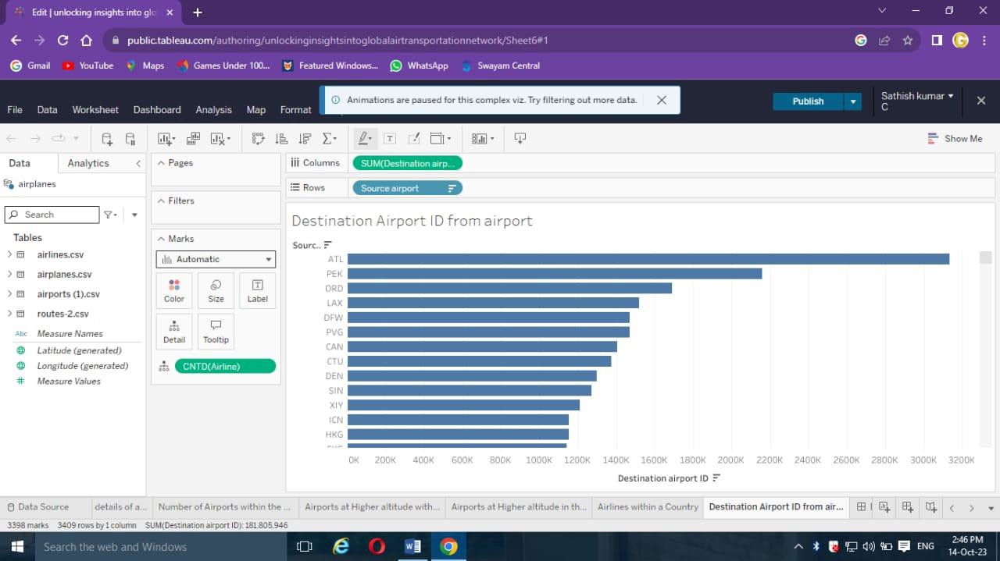 Edit | unlocking insights into glo
public.tableau.com/authoring/unlockinginsightsintoglobalairtransportationnetwork/Sheet6#1
Gmail YouTube Maps Games Under 100... Featured Windows... WhatsApp Swayam Central
File Data Worksheet Dashboard Analysis Map Format
Animations are paused for this complex viz. Try filtering out more data.
Publish
Sathish kumar
C
Show Me
Data Analytics
airplanes
Search
Tables
airlines.csv
airplanes.csv
airports (1).csv
routes-2.csv
Abc Measure Names
Latitude (generated)
Longitude (generated)
Measure Values
Pages
Filters
Marks
Automatic
Color Size Label
Detail Tooltip
CNTD(Airline)
Columns SUM(Destination airp...
Rows Source airport
Destination Airport ID from airport
Sourc..
ATL
PEK
ORD
LAX
DFW
PVG
CAN
CTU
DEN
SIN
XIY
ICN
HKG
0K 200K 400K 600K 800K 1000K 1200K 1400K 1600K 1800K 2000K 2200K 2400K 2600K 2800K 3000K 3200K
Destination airport ID
Data Source details of a... Number of Airports within the ... Airports at Higher altitude with... Airports at Higher altitude in th... Airlines within a Country Destination Airport ID from air...
3398 marks 3409 rows by 1 column SUM(Destination airport ID): 181,805,946
Search the web and Windows
ENG
2:46 PM
14-Oct-23